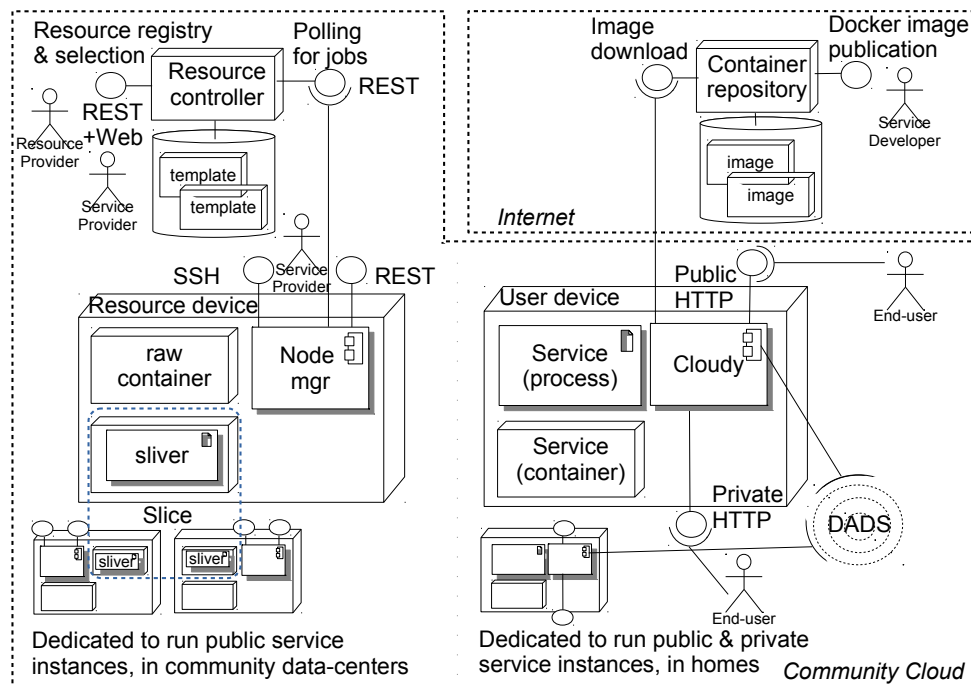 Resource registry
& selection
Polling
for jobs
Resource
controller
REST
REST
+Web
Resource
Provider
template
template
Service
Provider
Image
download
Docker image
publication
Container
repository
Service
Developer
image
image
Internet
SSH
Service
Provider
REST
Resource device
raw
container
Node
mgr
sliver
Slice
sliver
sliver
Dedicated to run public service
instances, in community data-centers
Public
HTTP
End-user
User device
Service
(process)
Cloudy
Service
(container)
Private
HTTP
DADS
End-user
Dedicated to run public & private
service instances, in homes
Community Cloud